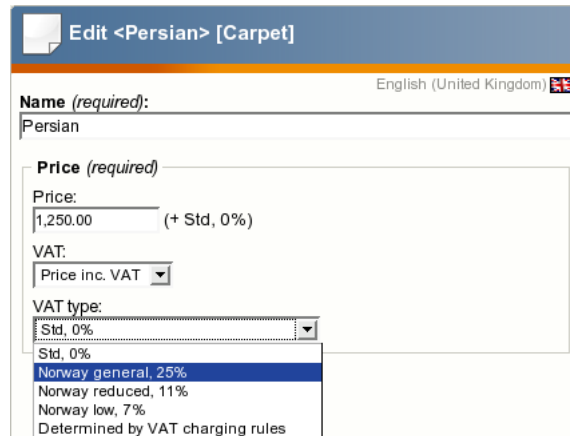 Edit <Persian> [Carpet]
English (United Kingdom)
Name (required):
Persian
Price (required)
Price:
1,250.00 (+ Std, 0%)
VAT:
Price inc. VAT
VAT type:
Std, 0%
Std, 0%
Norway general, 25%
Norway reduced, 11%
Norway low, 7%
Determined by VAT charging rules